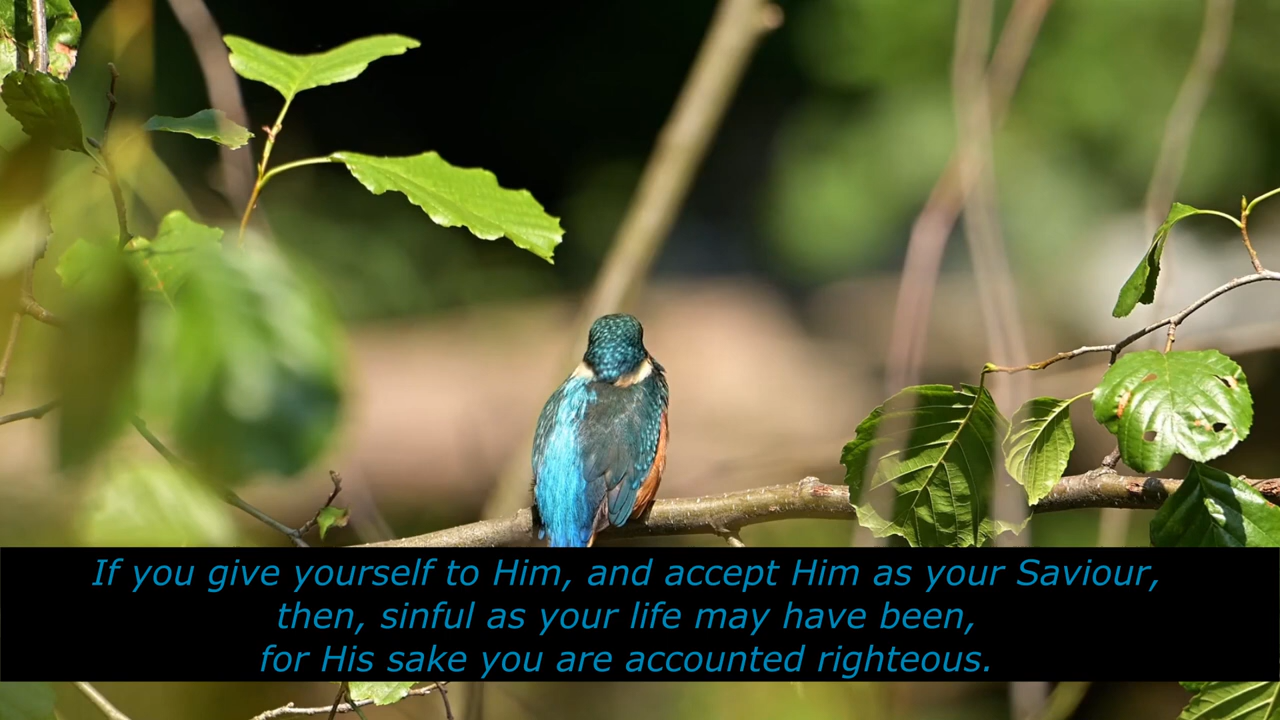 If you give yourself to Him, and accept Him as your Saviour,
then, sinful as your life may have been,
for His sake you are accounted righteous.